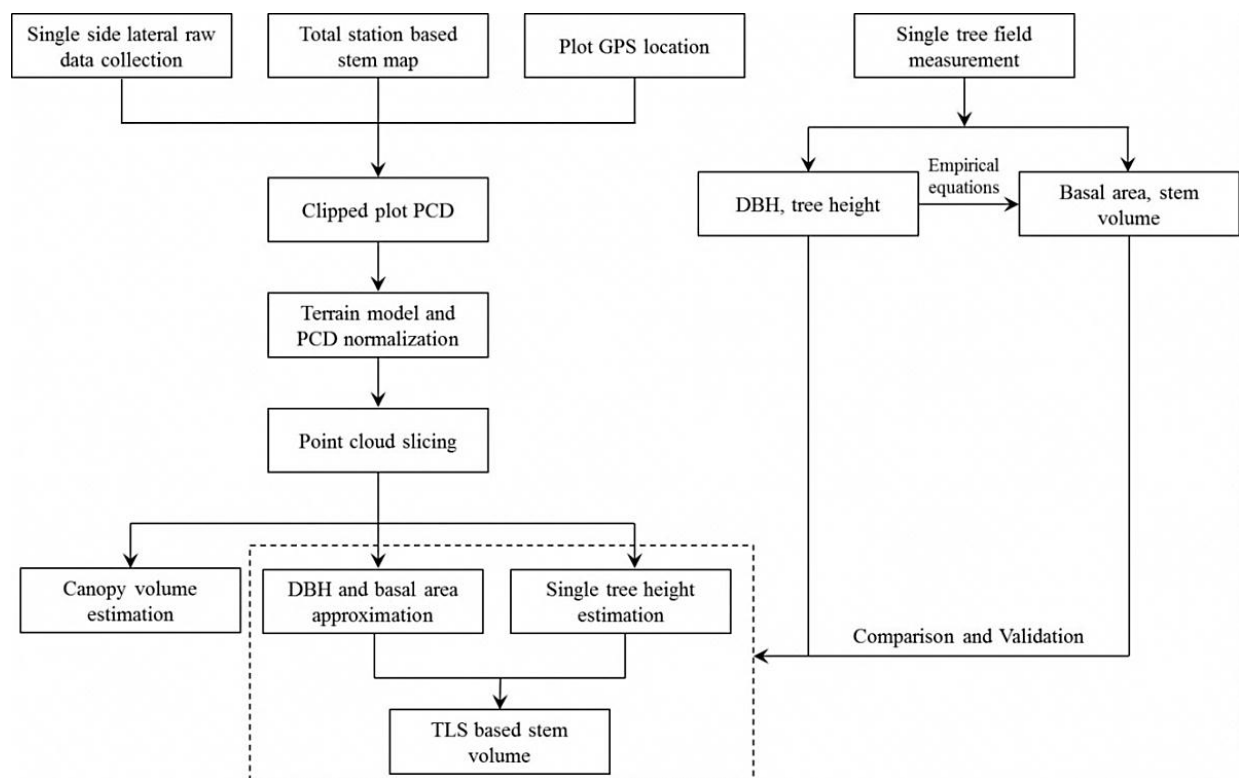 Single side lateral raw
data collection
Total station based
stem map
Plot GPS location
Single tree field
measurement
Clipped plot PCD
DBH, tree height
Empirical
equations
Basal area, stem
volume
Terrain model and
PCD normalization
Point cloud slicing
Canopy volume
estimation
DBH and basal area
approximation
Single tree height
estimation
Comparison and Validation
TLS based stem
volume